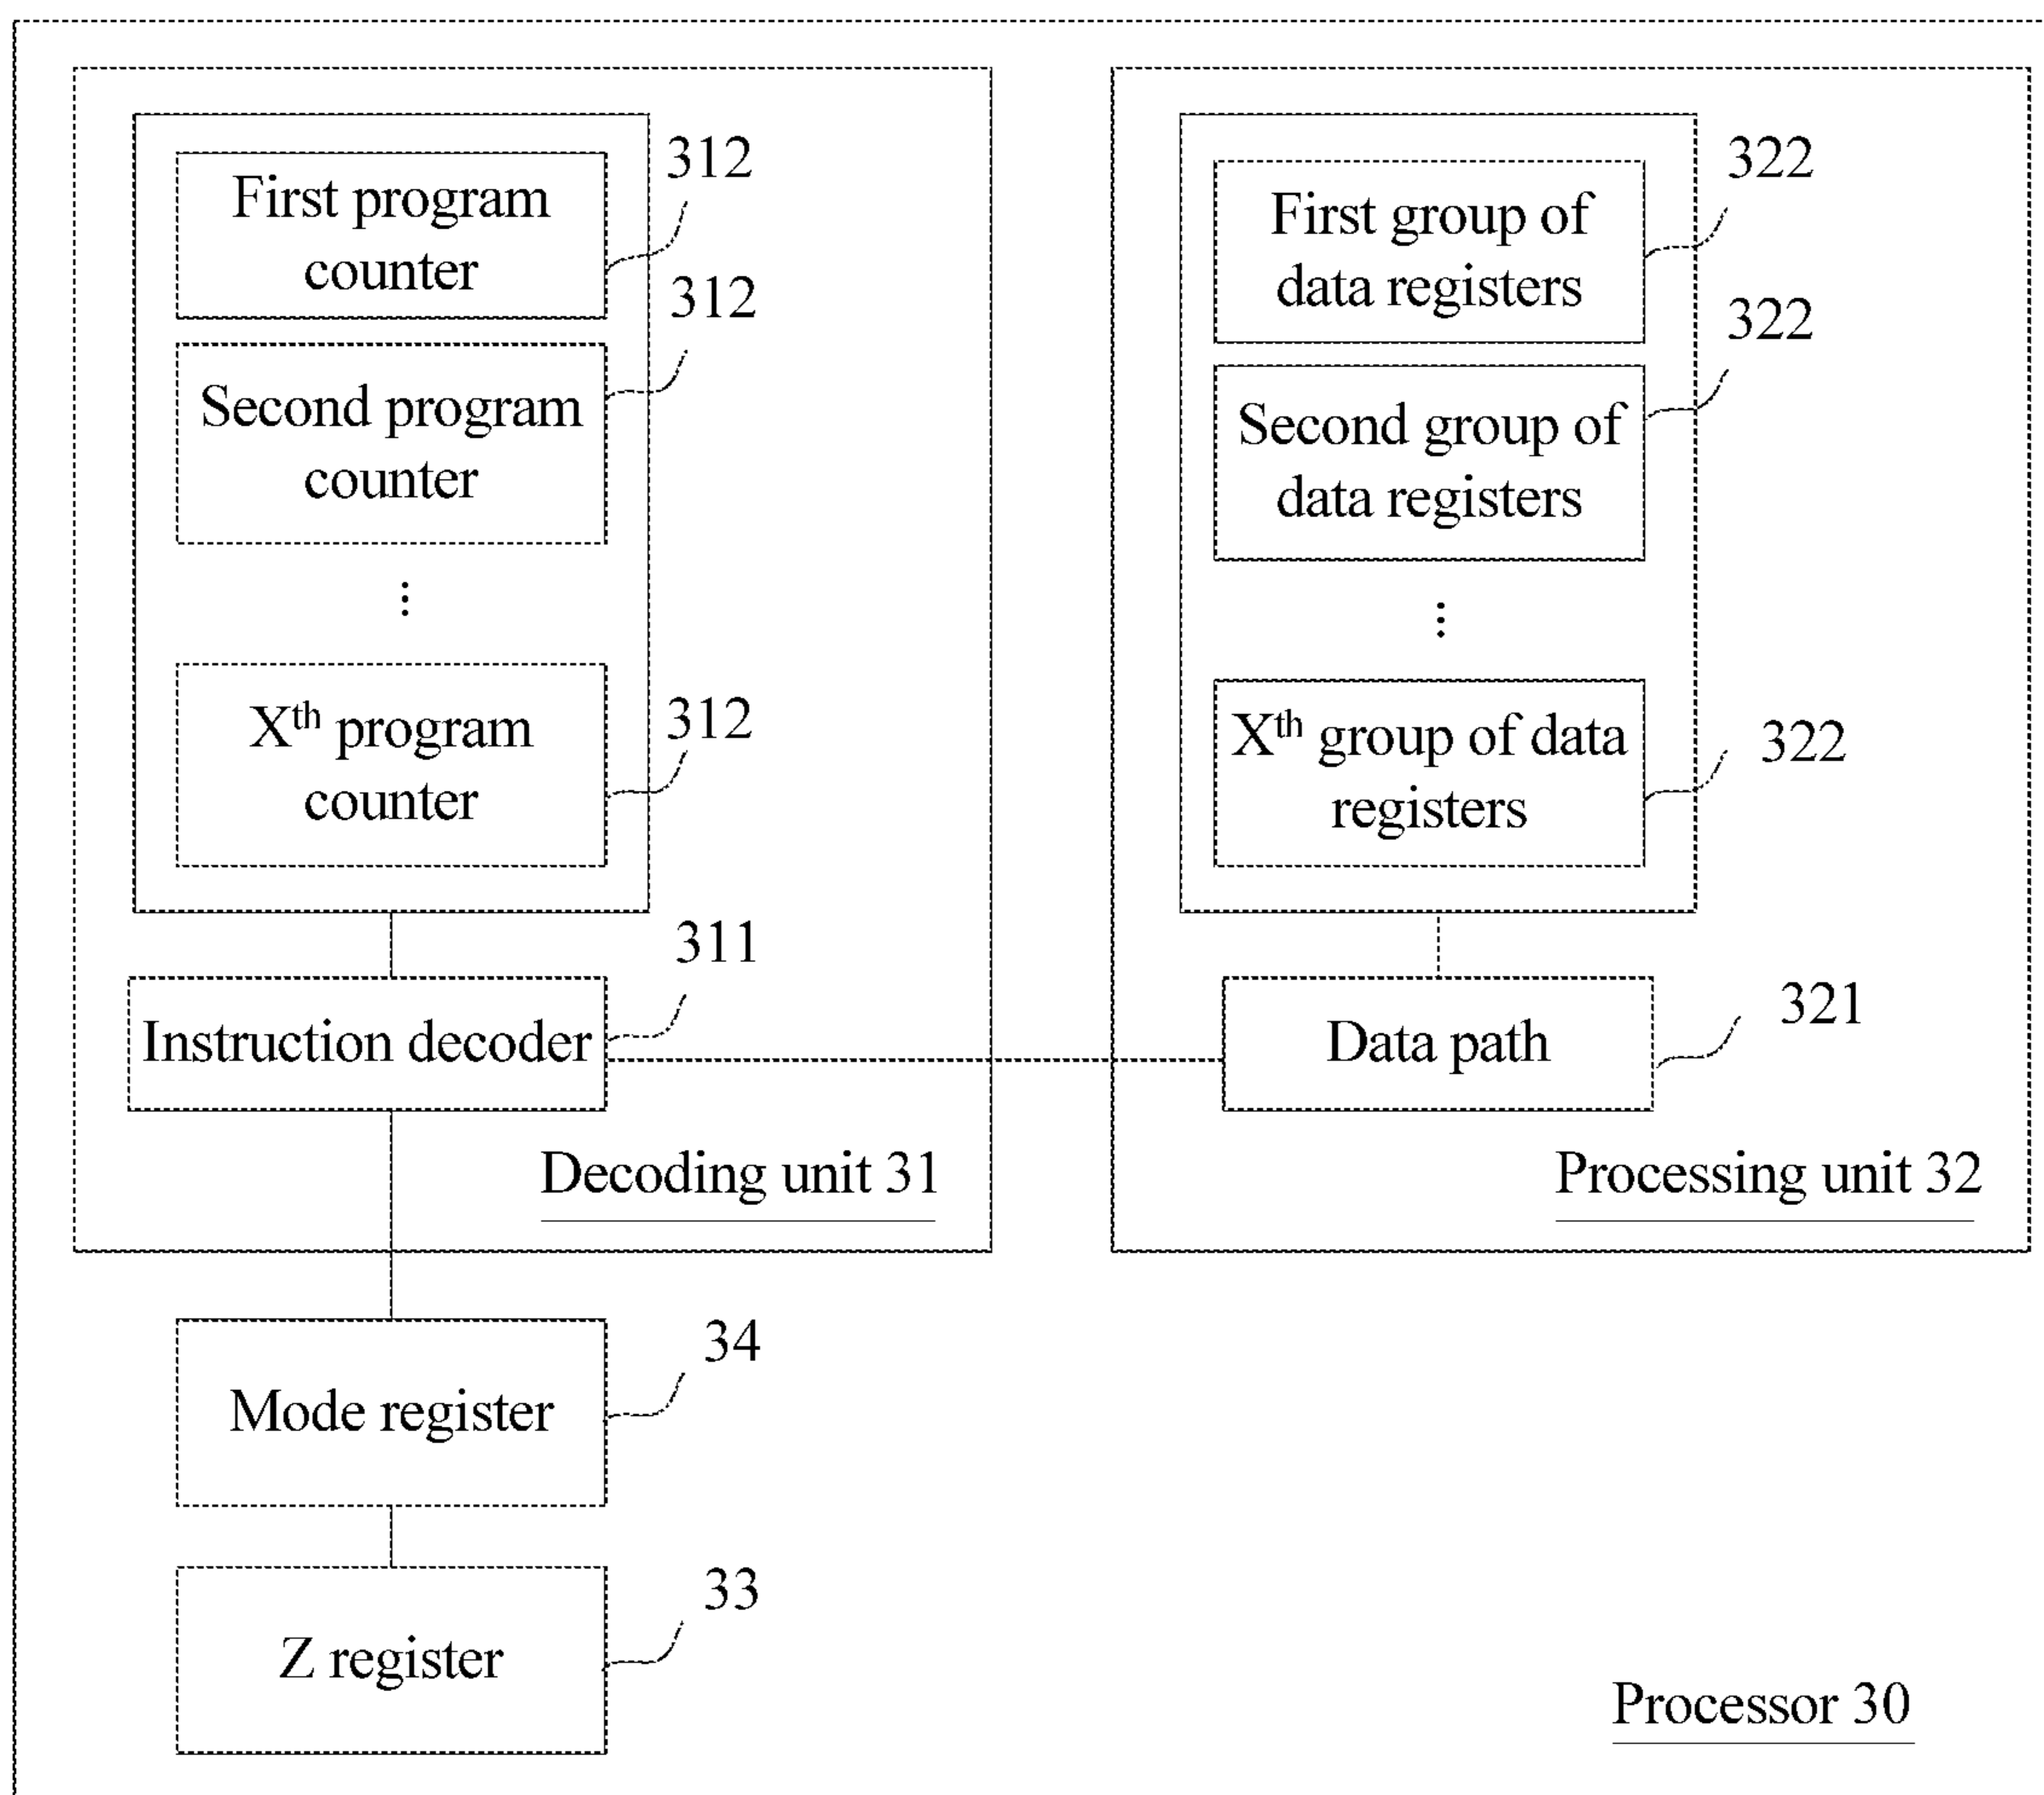 First program
counter
312
Second program
counter
312
⋮
Xth program
counter
312
Instruction decoder
311
Decoding unit 31
First group of
data registers
322
Second group of
data registers
322
⋮
Xth group of data
registers
322
Data path
321
Processing unit 32
Mode register
34
Z register
33
Processor 30